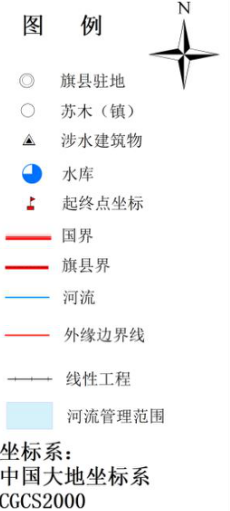 图 例
N
旗县驻地
苏木（镇）
涉水建筑物
水库
起终点坐标
国界
旗县界
河流
外缘边界线
线性工程
河流管理范围
坐标系：
中国大地坐标系
CGCS2000